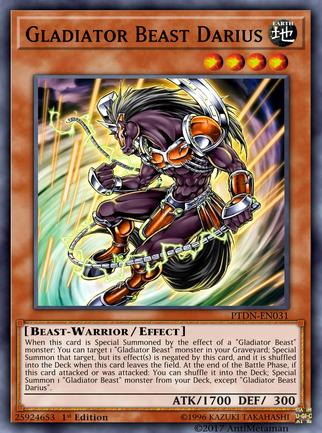 GLADIATOR BEAST DARIUS
EARTH
地
PTDN-EN031
[BEAST-WARRIOR / EFFECT]
When this card is Special Summoned by the effect of a "Gladiator Beast"
monster: You can target 1 "Gladiator Beast" monster in your Graveyard; Special
Summon that target, but its effect(s) is negated by this card, and it is shuffled
into the Deck when this card leaves the field. At the end of the Battle Phase, if
this card attacked or was attacked: You can shuffle it into the Deck; Special
Summon 1 "Gladiator Beast" monster from your Deck, except "Gladiator Beast
Darius".
ATK/1700 DEF/ 300
25924653 1st Edition ©1996 KAZUKI TAKAHASHI
©2017 AntiMetaman